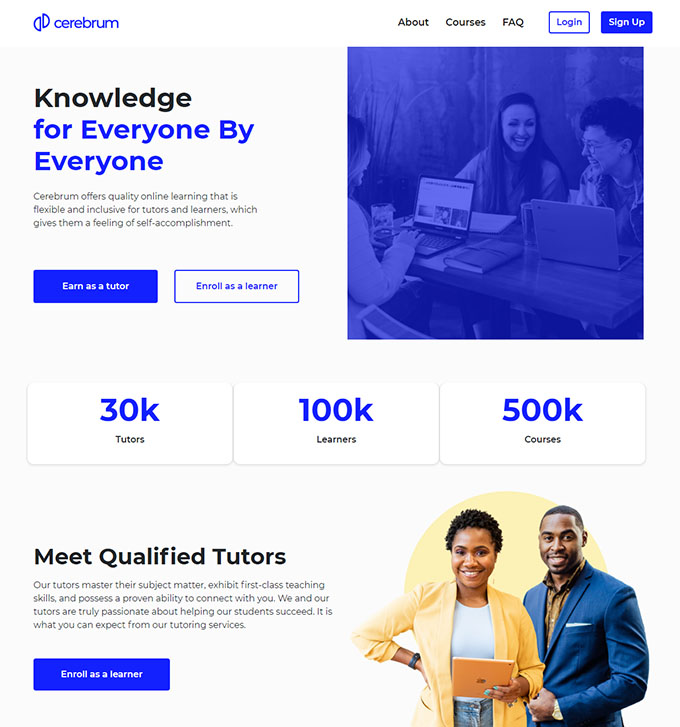 cerebrum
About Courses FAQ Login Sign Up
Knowledge
for Everyone By
Everyone
Cerebrum offers quality online learning that is
flexible and inclusive for tutors and learners, which
gives them a feeling of self-accomplishment.
Earn as a tutor
Enroll as a learner
30k
Tutors
100k
Learners
500k
Courses
Meet Qualified Tutors
Our tutors master their subject matter, exhibit first-class teaching
skills, and possess a proven ability to connect with you. We and our
tutors are truly passionate about helping our students succeed. It is
what you can expect from our tutoring services.
Enroll as a learner